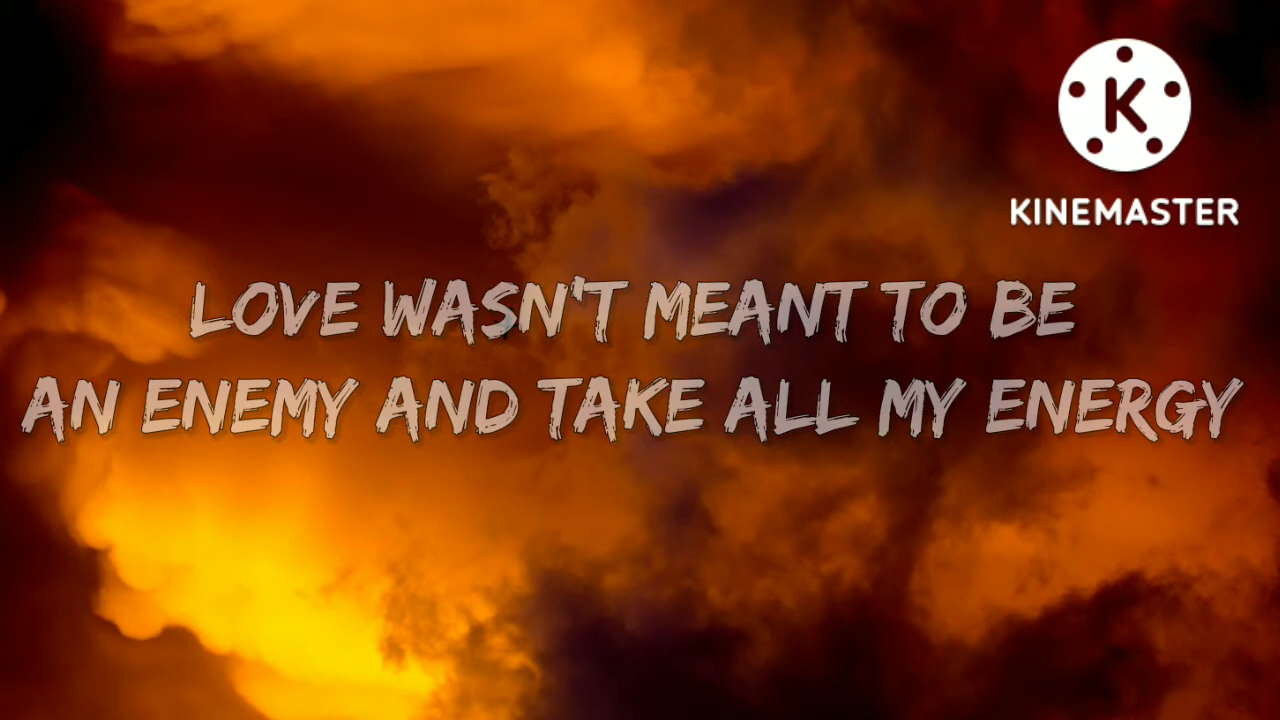 K
KINEMASTER
LOVE WASN'T MEANT TO BE
AN ENEMY AND TAKE ALL MY ENERGY